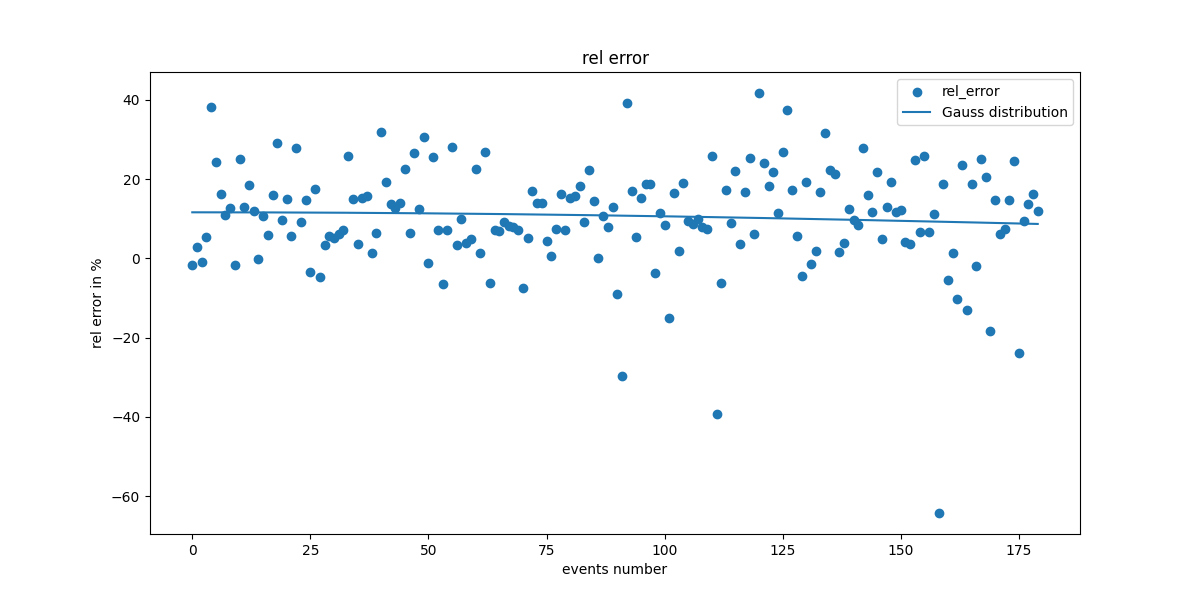 rel error
rel_error
Gauss distribution
rel error in %
40
20
0
−20
−40
−60
0 25 50 75 100 125 150 175
events number